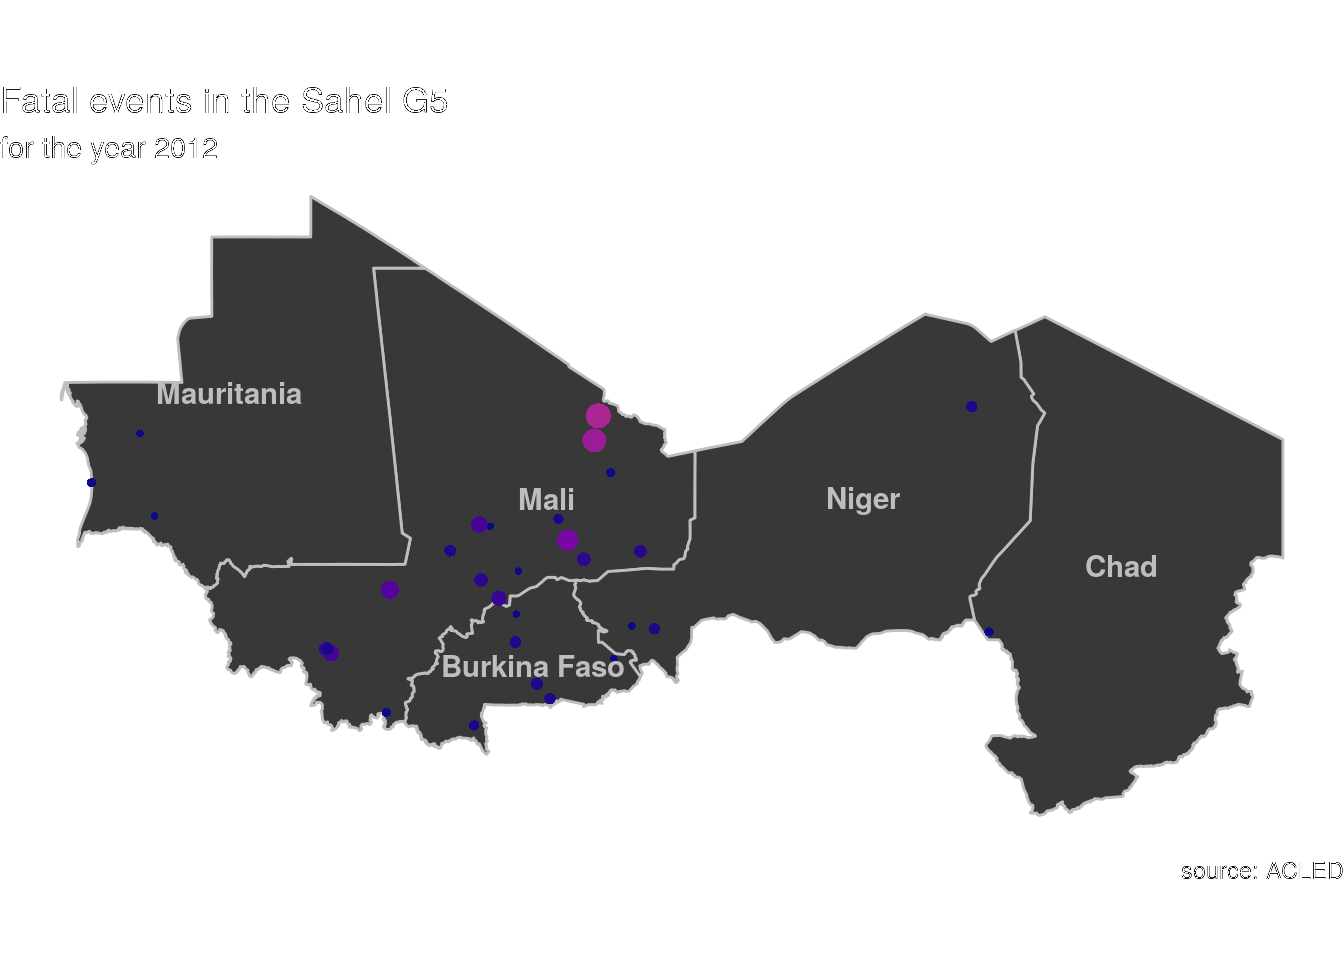 Fatal events in the Sahel G5
for the year 2012
Mauritania
Mali
Niger
Chad
Burkina Faso
source: ACLED